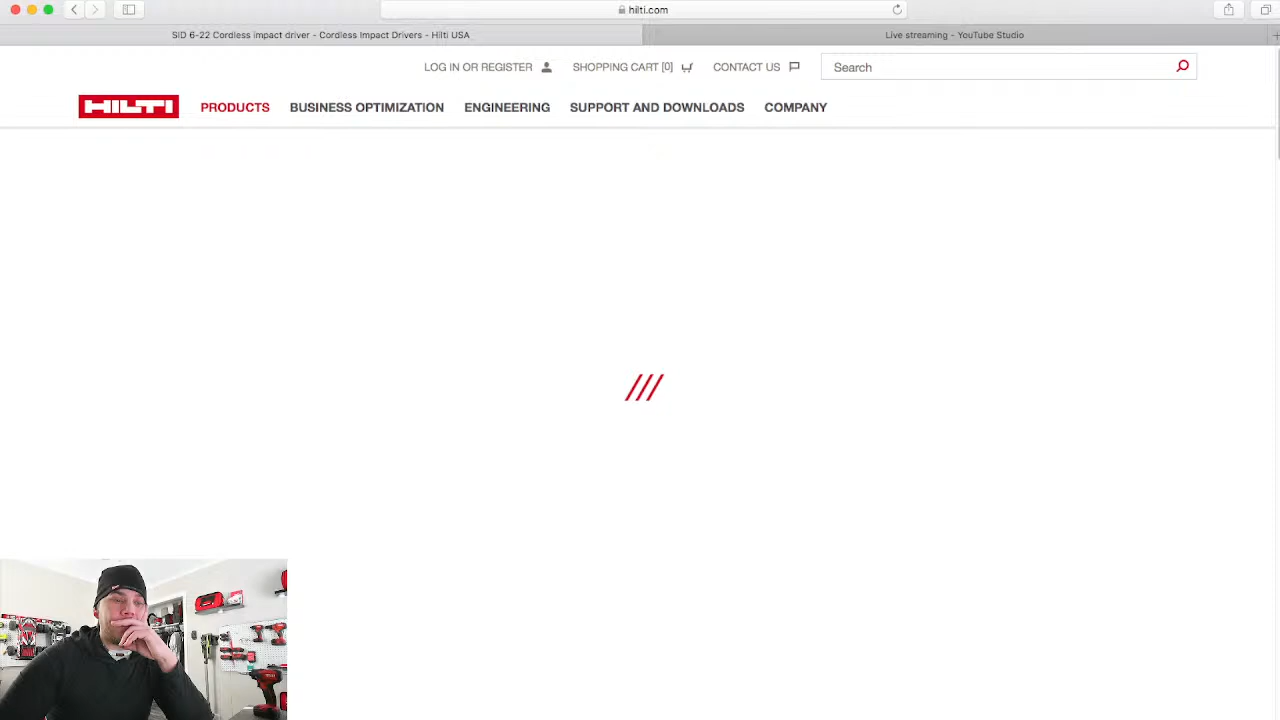 hilti.com
SID 6-22 Cordless impact driver - Cordless Impact Drivers - Hilti USA
Live streaming - YouTube Studio
LOG IN OR REGISTER
SHOPPING CART [0]
CONTACT US
Search
HILTI
PRODUCTS
BUSINESS OPTIMIZATION
ENGINEERING
SUPPORT AND DOWNLOADS
COMPANY